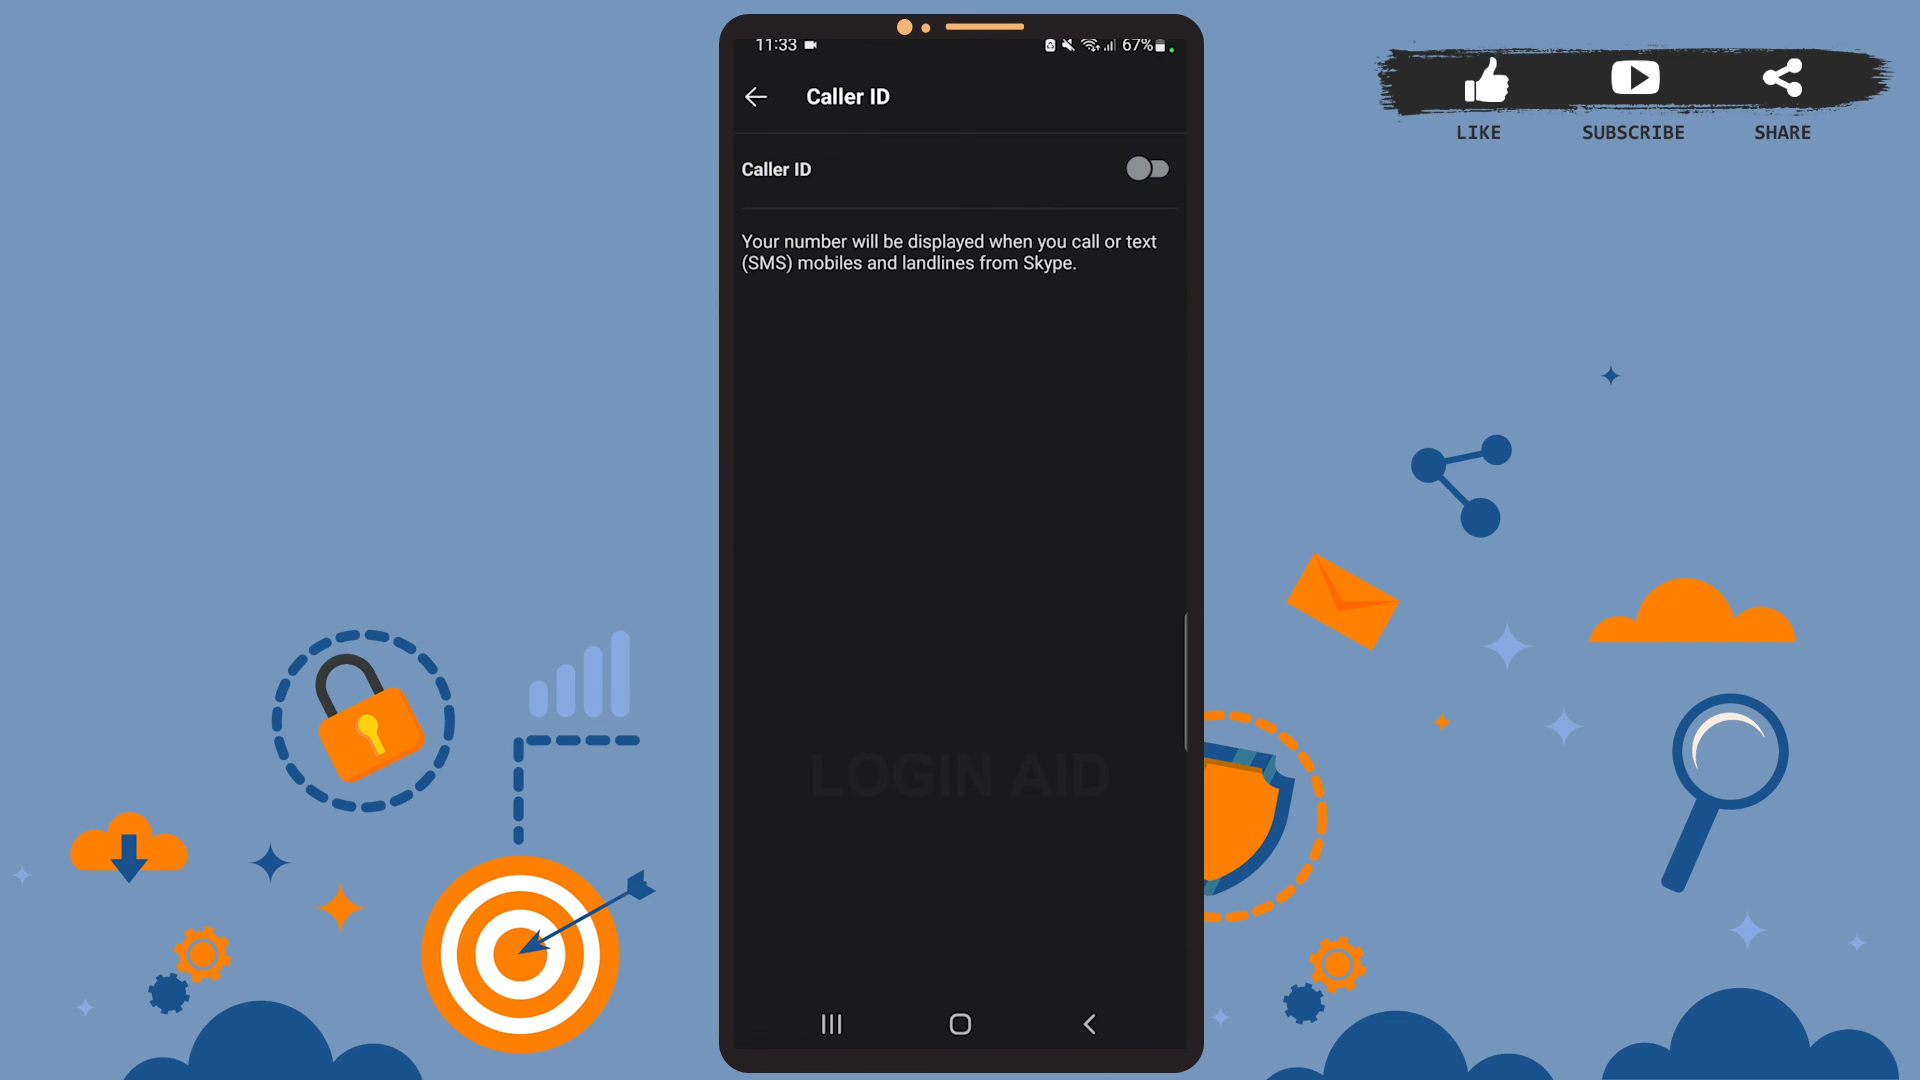 11:33
67%
LIKE
SUBSCRIBE
SHARE
Caller ID
Caller ID
Your number will be displayed when you call or text
(SMS) mobiles and landlines from Skype.
LOGIN AID